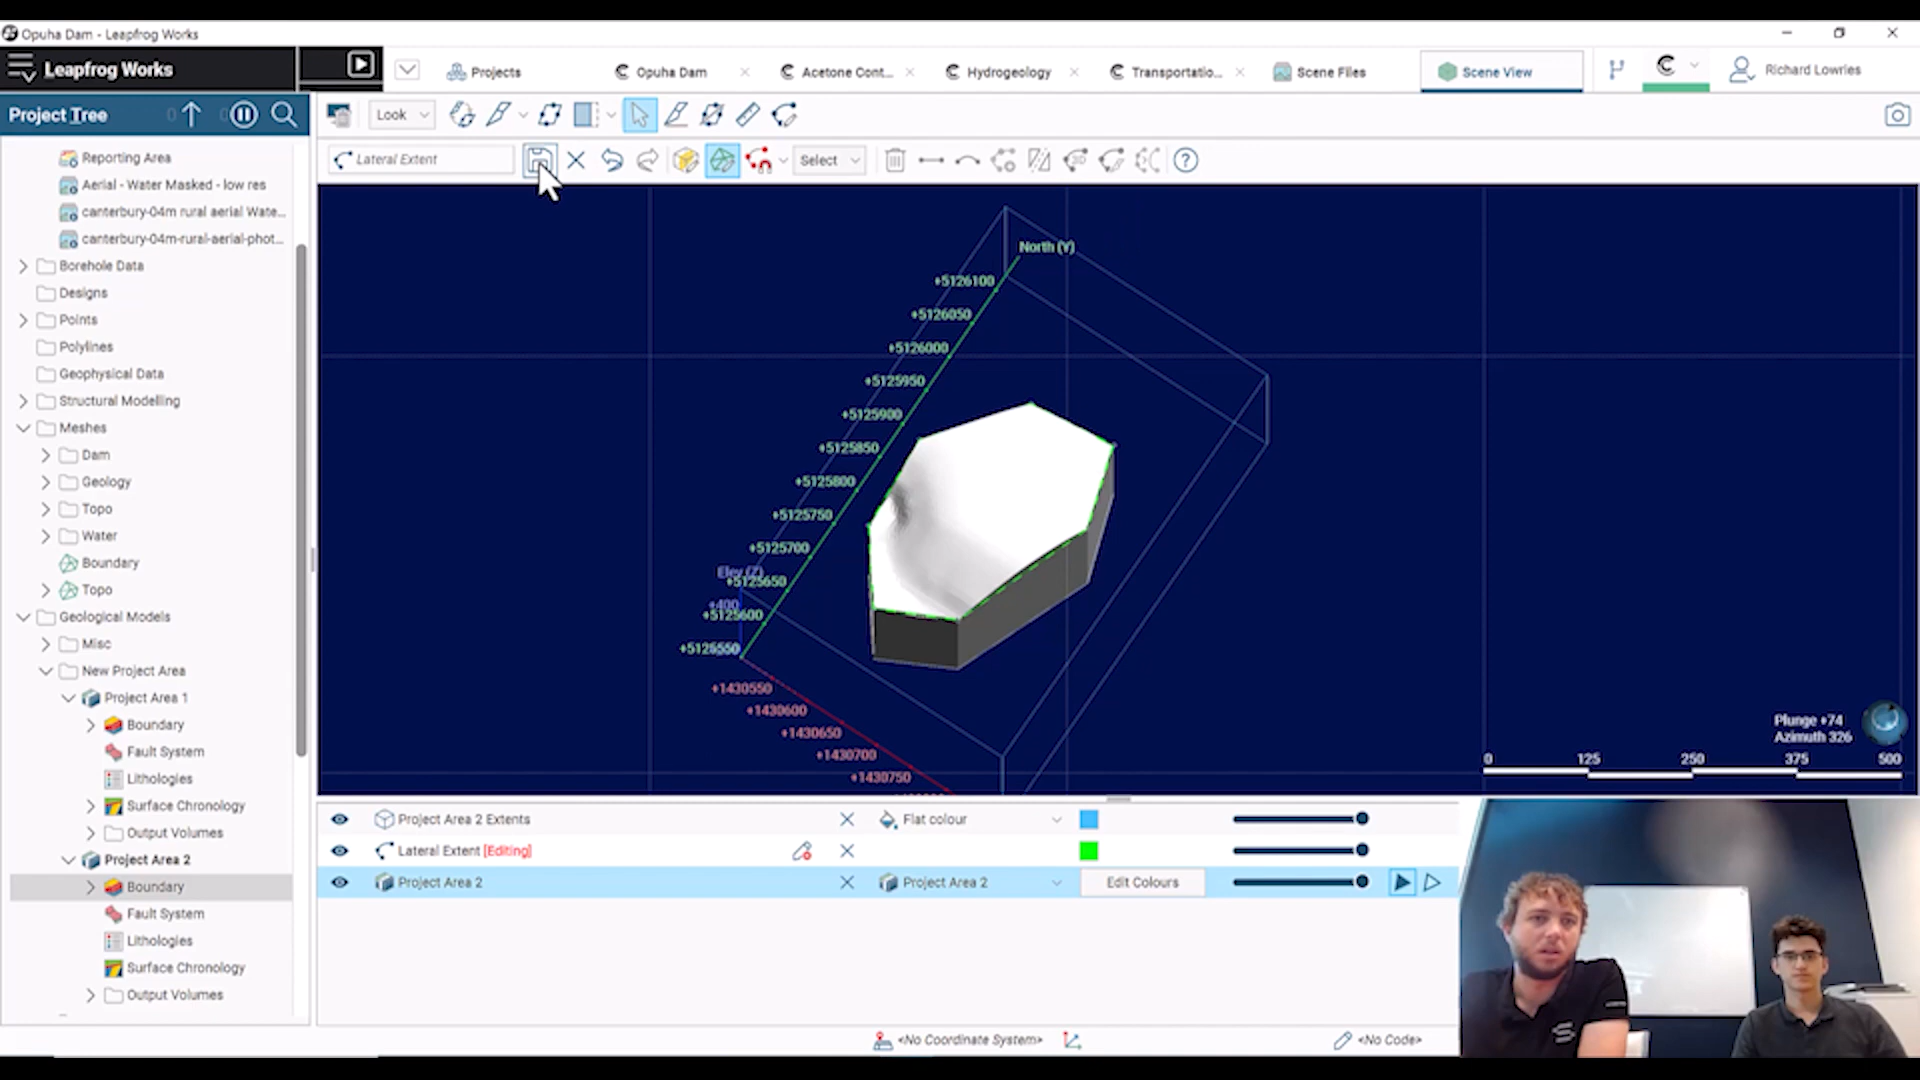 Opuha Dam - Leapfrog Works
Leapfrog Works
Projects
Opuha Dam
Acetone Cont...
Hydrogeology
Transportatio...
Scene Files
Scene View
Richard Lowries
Project Tree
0
0
Look
Lateral Extent
Select
Reporting Area
Aerial - Water Masked - low res
canterbury-04m rural aerial Wate...
canterbury-04m-rural-aerial-phot...
Borehole Data
Designs
Points
Polylines
Geophysical Data
Structural Modelling
Meshes
Dam
Geology
Topo
Water
Boundary
Topo
Geological Models
Misc
New Project Area
Project Area 1
Boundary
Fault System
Lithologies
Surface Chronology
Output Volumes
Project Area 2
Boundary
Fault System
Lithologies
Surface Chronology
Output Volumes
North (Y)
+5126100
+5126050
+5126000
+5125950
+5125900
+5125850
+5125800
+5125750
+5125700
Elev (Z)
+5125650
+400
+5125600
+5125550
+1430550
+1430600
+1430650
+1430700
+1430750
Plunge +74
Azimuth 326
0 125 250 375 500
Project Area 2 Extents
Flat colour
Lateral Extent [Editing]
Project Area 2
Project Area 2
Edit Colours
<No Coordinate System>
<No Code>